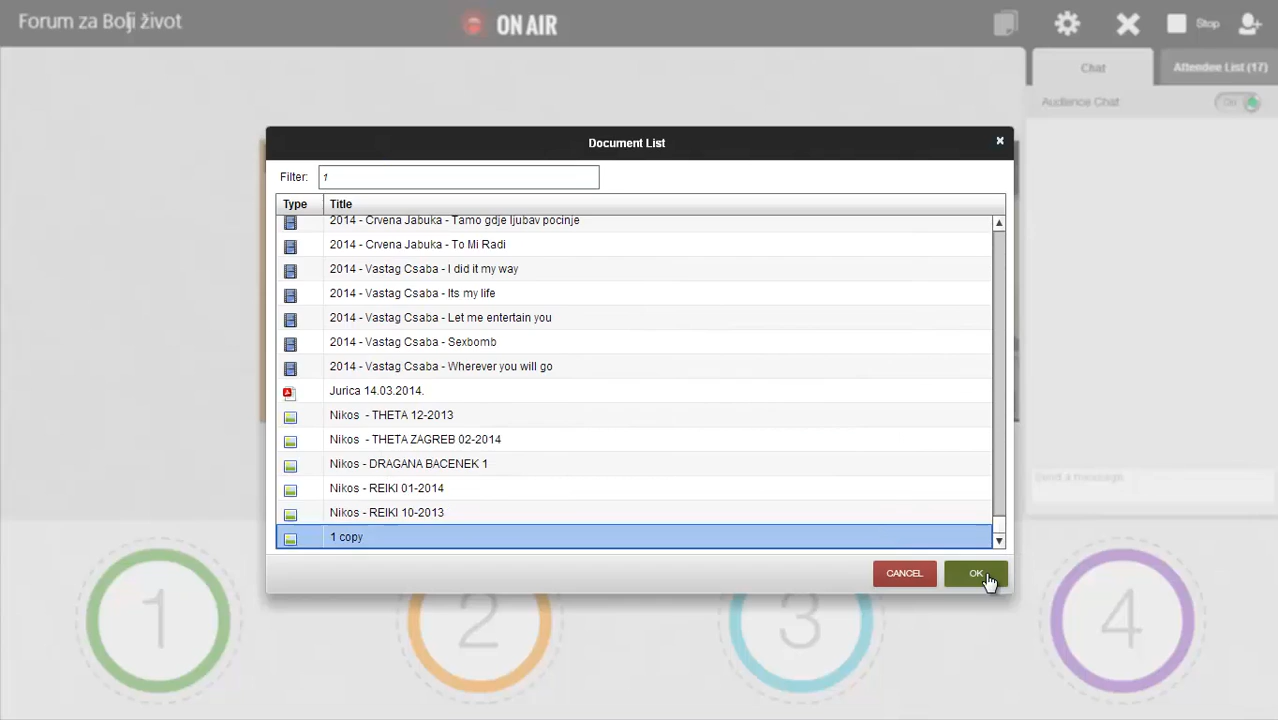 Forum za Bolji život
ON AIR
Stop
Chat
Attendee List (17)
Audience Chat
On
Document List
Filter:
1
Type
Title
2014 - Crvena Jabuka - Tamo gdje ljubav pocinje
2014 - Crvena Jabuka - To Mi Radi
2014 - Vastag Csaba - I did it my way
2014 - Vastag Csaba - Its my life
2014 - Vastag Csaba - Let me entertain you
2014 - Vastag Csaba - Sexbomb
2014 - Vastag Csaba - Wherever you will go
Jurica 14.03.2014.
Nikos - THETA 12-2013
Nikos - THETA ZAGREB 02-2014
Nikos - DRAGANA BACENEK 1
Nikos - REIKI 01-2014
Nikos - REIKI 10-2013
1 copy
Send a message
CANCEL
OK
1
2
3
4